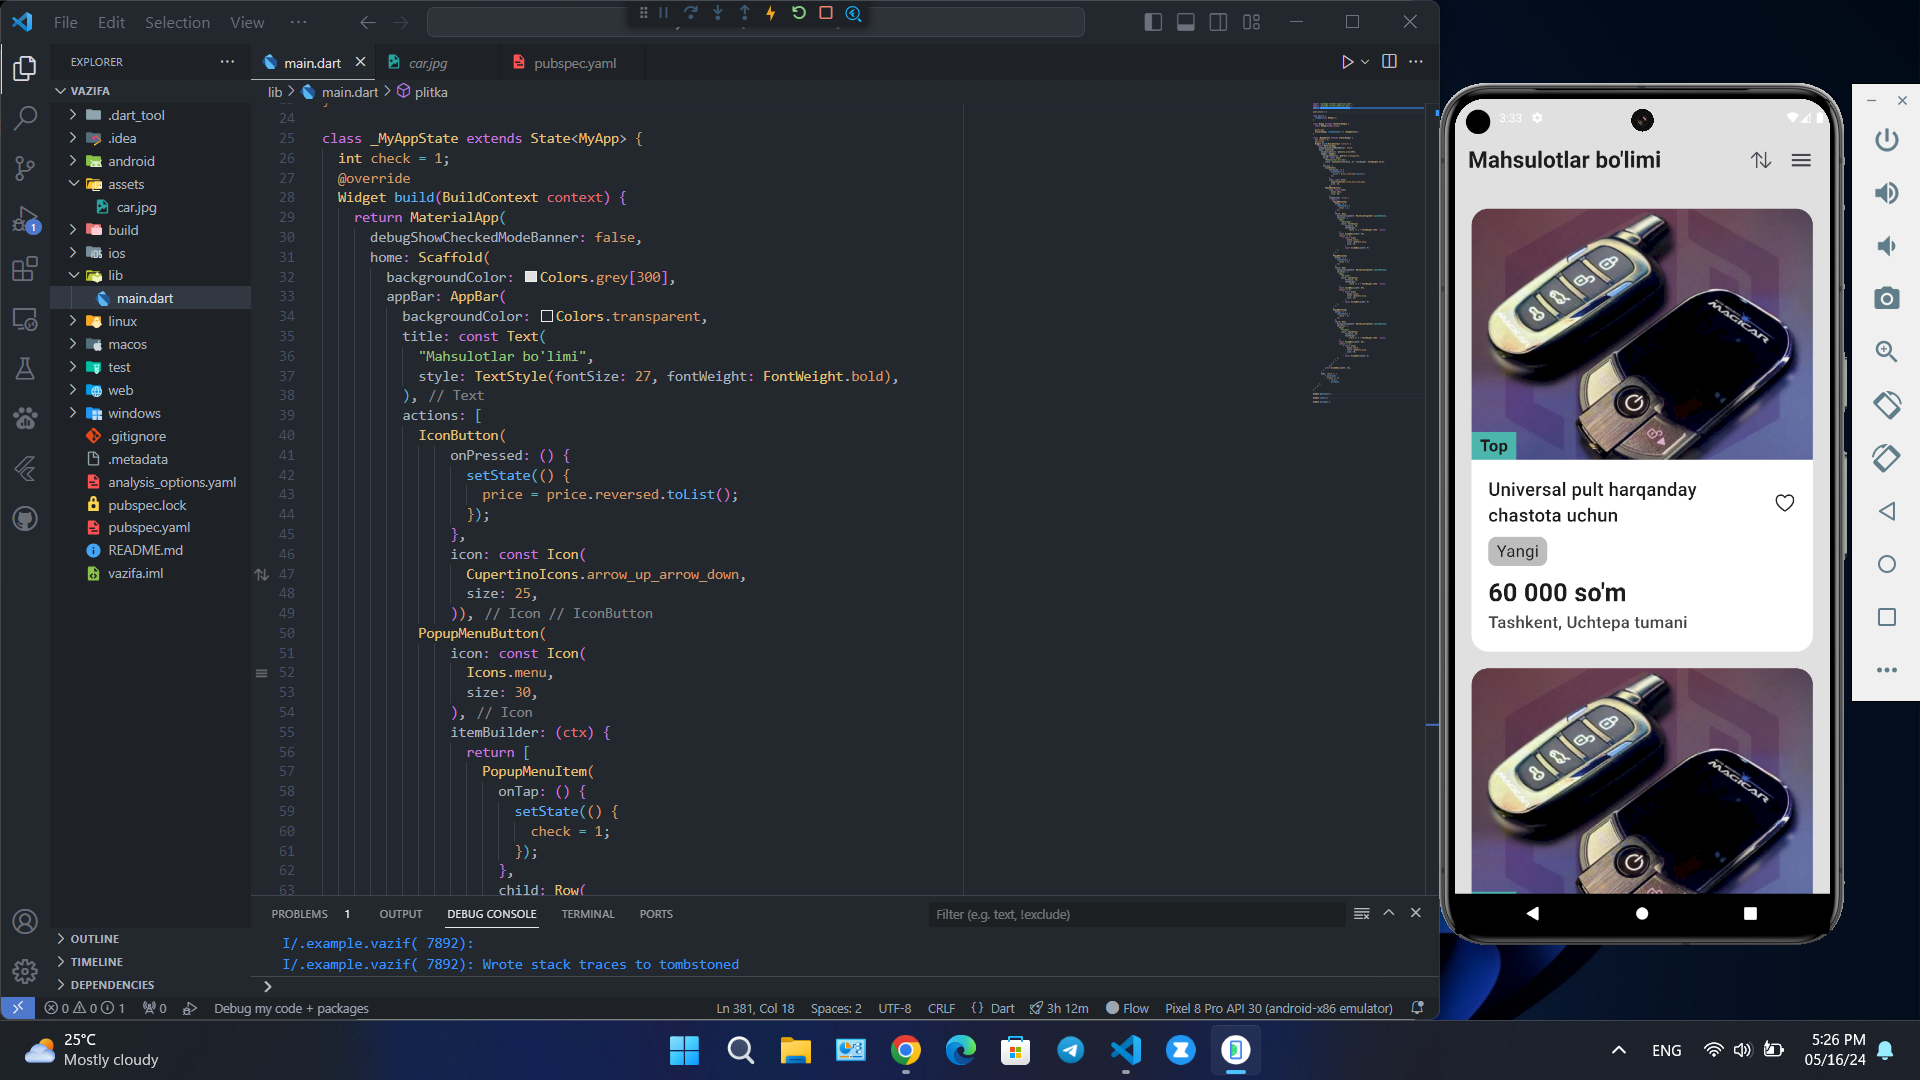 File Edit Selection View ···
EXPLORER ···
VAZIFA
.dart_tool
.idea
android
assets
car.jpg
build
ios
lib
main.dart
linux
macos
test
web
windows
.gitignore
.metadata
analysis_options.yaml
pubspec.lock
pubspec.yaml
README.md
vazifa.iml
OUTLINE
TIMELINE
DEPENDENCIES
1
main.dart car.jpg pubspec.yaml
lib > main.dart > plitka
24
25 class _MyAppState extends State<MyApp> {
26 int check = 1;
27 @override
28 Widget build(BuildContext context) {
29 return MaterialApp(
30 debugShowCheckedModeBanner: false,
31 home: Scaffold(
32 backgroundColor: Colors.grey[300],
33 appBar: AppBar(
34 backgroundColor: Colors.transparent,
35 title: const Text(
36 "Mahsulotlar bo'limi",
37 style: TextStyle(fontSize: 27, fontWeight: FontWeight.bold),
38 ), // Text
39 actions: [
40 IconButton(
41 onPressed: () {
42 setState(() {
43 price = price.reversed.toList();
44 });
45 },
46 icon: const Icon(
47 CupertinoIcons.arrow_up_arrow_down,
48 size: 25,
49 )), // Icon // IconButton
50 PopupMenuButton(
51 icon: const Icon(
52 Icons.menu,
53 size: 30,
54 ), // Icon
55 itemBuilder: (ctx) {
56 return [
57 PopupMenuItem(
58 onTap: () {
59 setState(() {
60 check = 1;
61 });
62 },
63 child: Row(
PROBLEMS 1 OUTPUT DEBUG CONSOLE TERMINAL PORTS
Filter (e.g. text, !exclude)
I/.example.vazif( 7892):
I/.example.vazif( 7892): Wrote stack traces to tombstoned
0 0 1 0 Debug my code + packages
Ln 381, Col 18 Spaces: 2 UTF-8 CRLF {} Dart 3h 12m Flow Pixel 8 Pro API 30 (android-x86 emulator)
3:33
Mahsulotlar bo'limi
MAGICAR
Top
Universal pult harqanday
chastota uchun
Yangi
60 000 so'm
Tashkent, Uchtepa tumani
MAGICAR
25°C
Mostly cloudy
ENG
5:26 PM
05/16/24